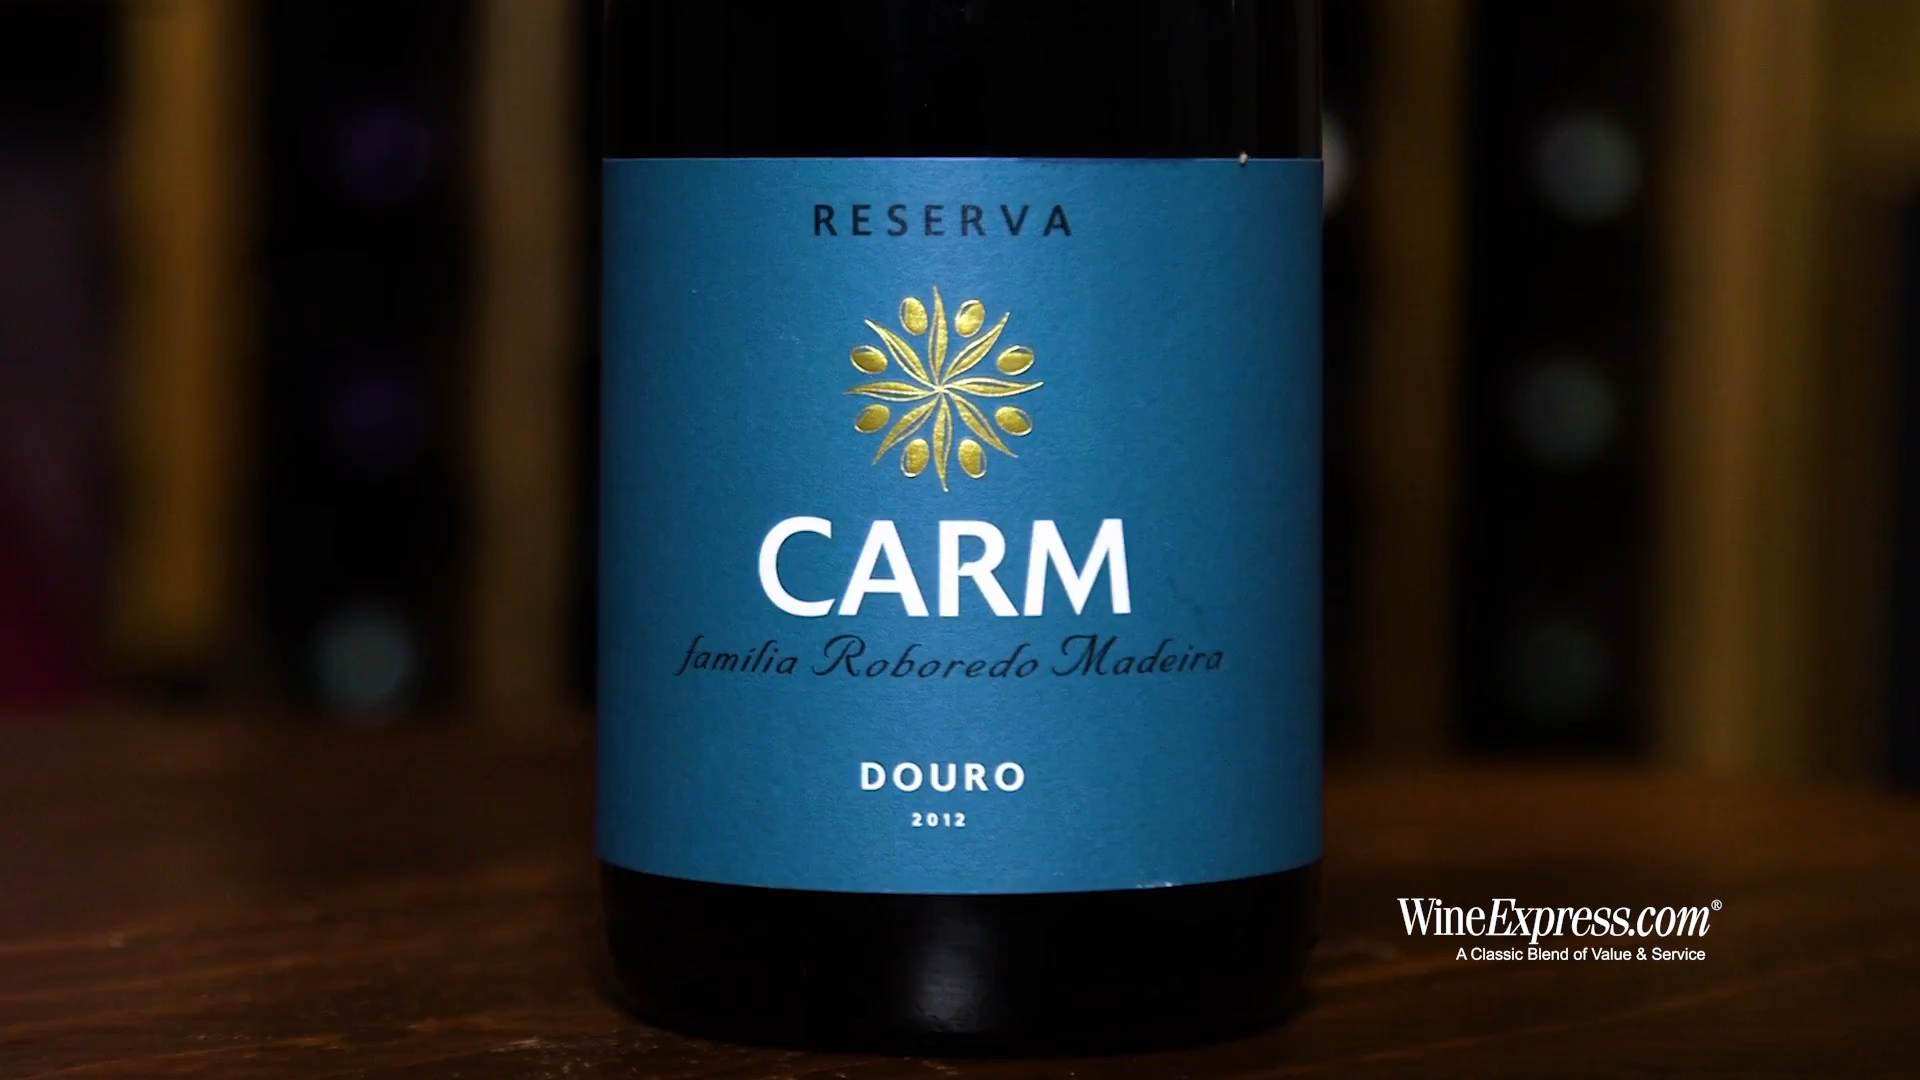 RESERVA
CARM
família Roboredo Madeira
DOURO
2012
WineExpress.com®
A Classic Blend of Value & Service